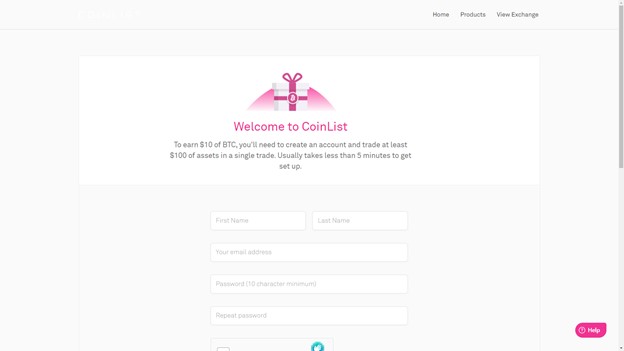 Home Products View Exchange
Welcome to CoinList
To earn $10 of BTC, you'll need to create an account and trade at least
$100 of assets in a single trade. Usually takes less than 5 minutes to get
set up.
First Name Last Name
Your email address
Password (10 character minimum)
Repeat password
Help